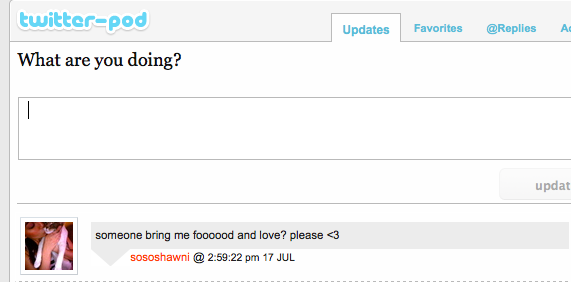 twitter-pod
Updates Favorites @Replies
What are you doing?
updat
someone bring me foooood and love? please <3
sososhawni @ 2:59:22 pm 17 JUL